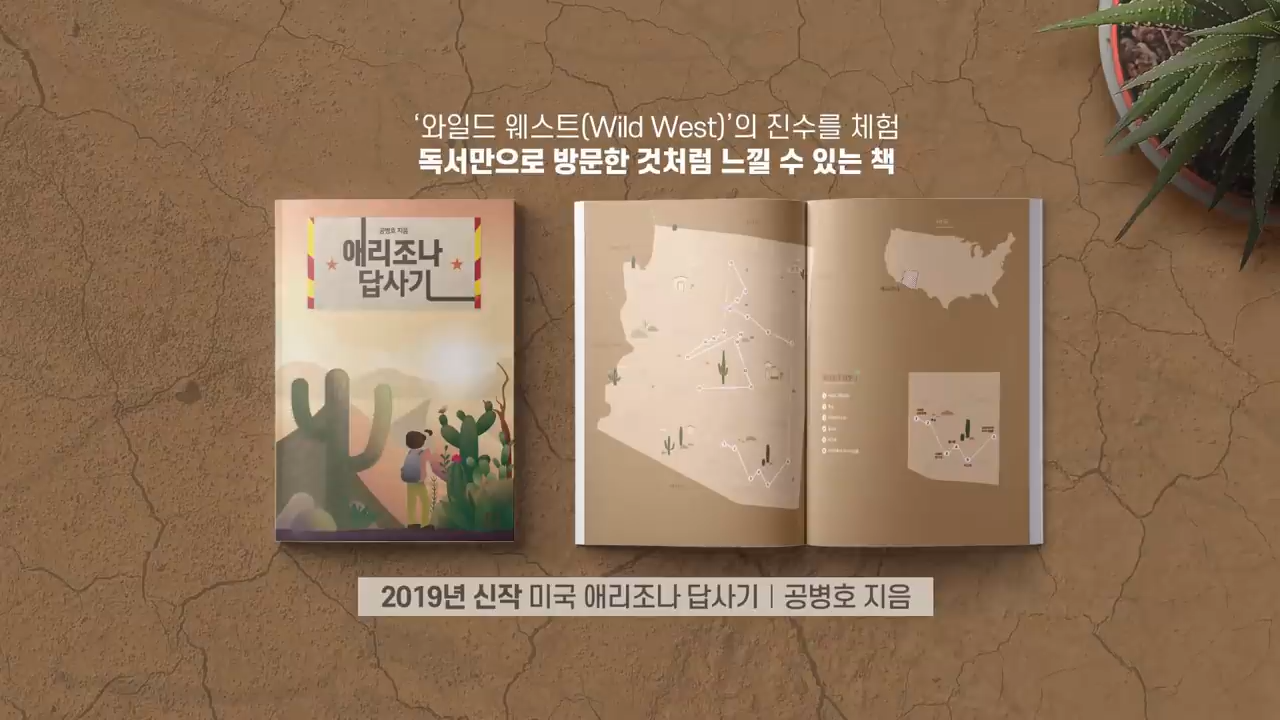 ‘와일드 웨스트(Wild West)’의 진수를 체험
독서만으로 방문한 것처럼 느낄 수 있는 책
공병호 지음
애리조나
답사기
2019년 신작 미국 애리조나 답사기 | 공병호 지음